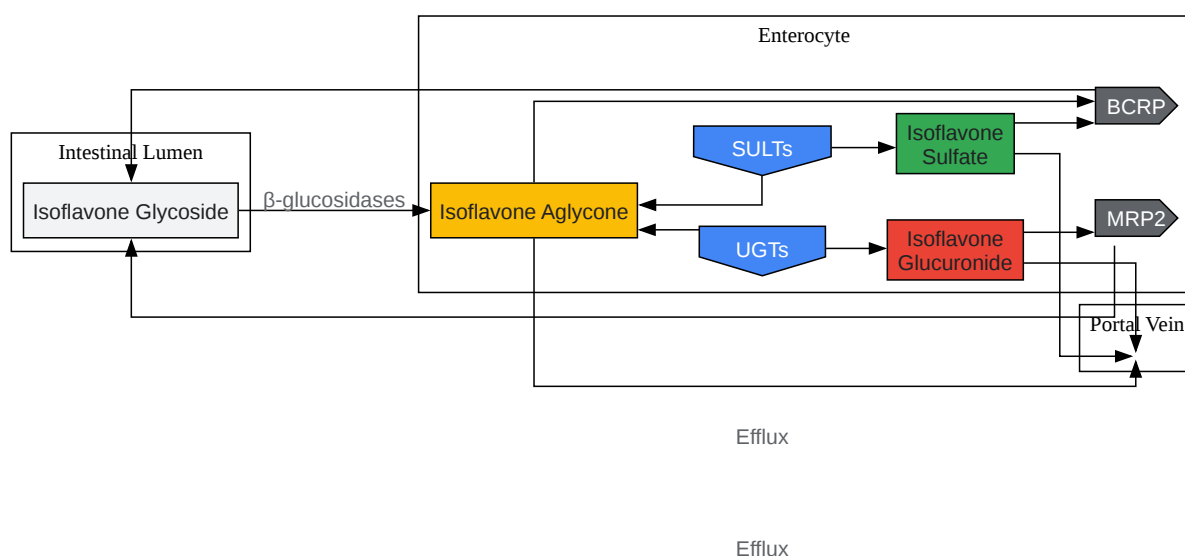 Enterocyte
BCRP
Isoflavone
Sulfate
SULTs
Intestinal Lumen
Isoflavone Glycoside
β-glucosidases
Isoflavone Aglycone
MRP2
Isoflavone
Glucuronide
UGTs
Portal Vein
Efflux
Efflux